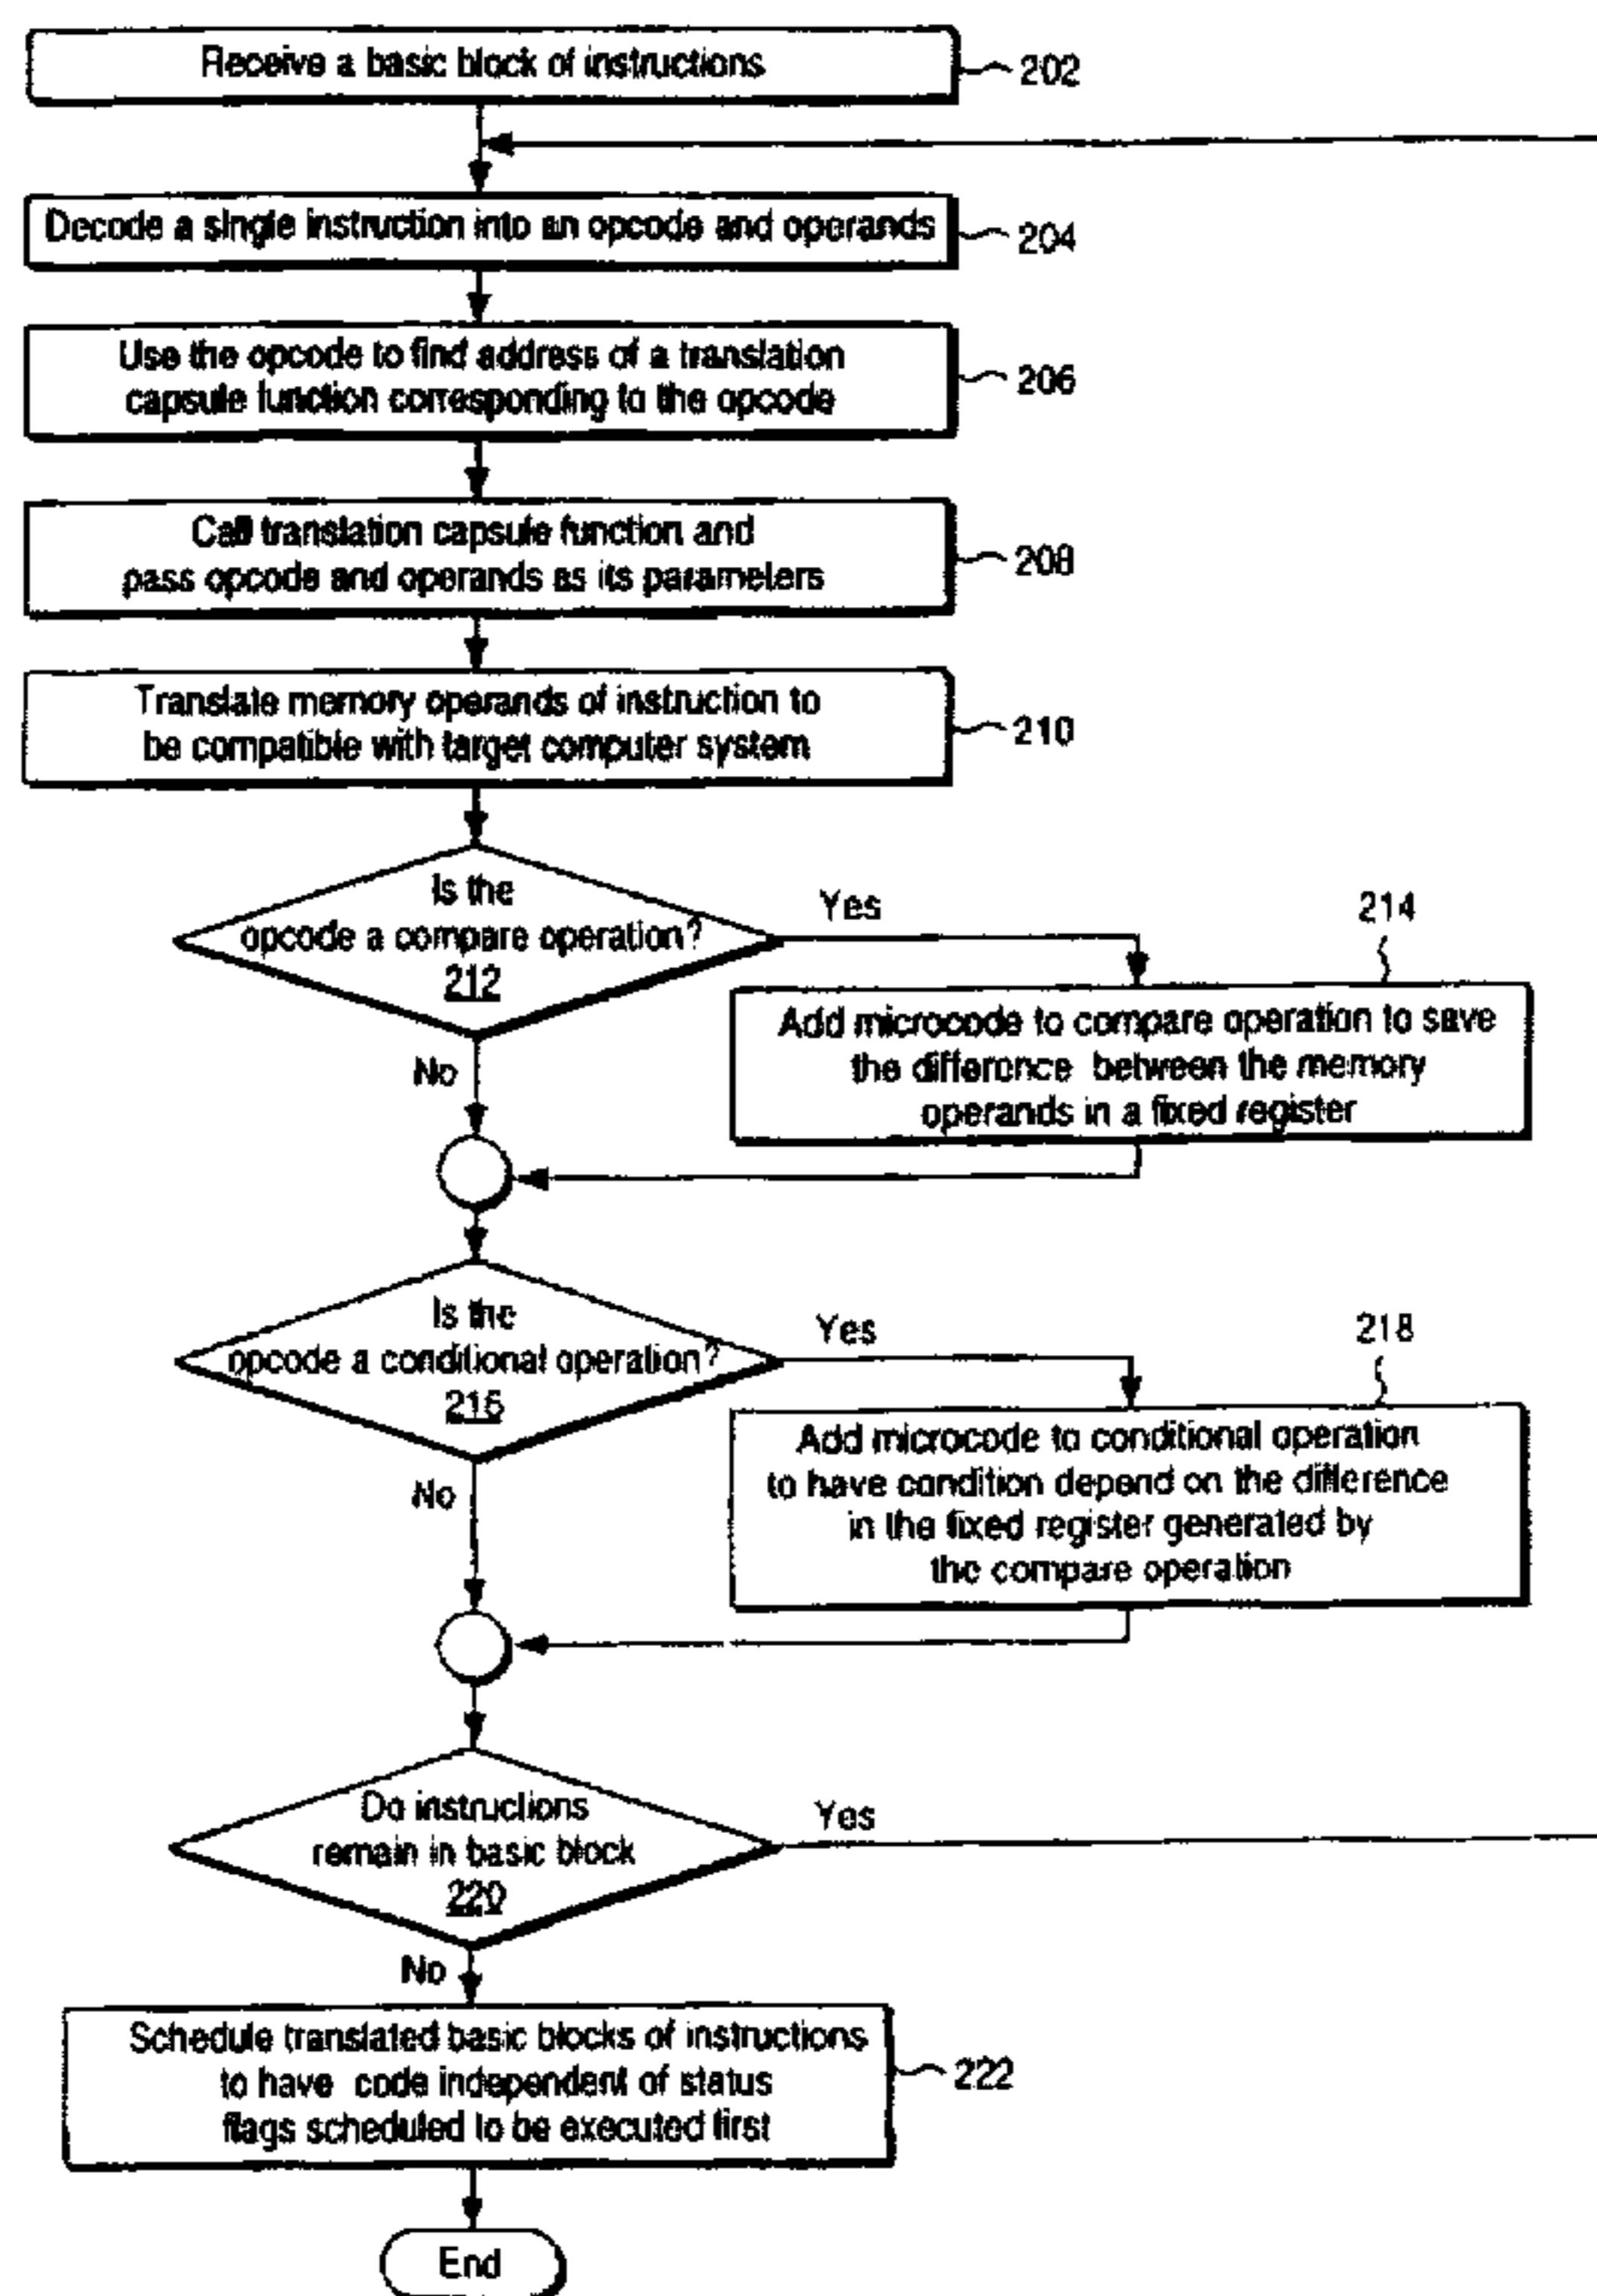 Receive a basic block of instructions
202
Decode a single instruction into an opcode and operands
204
Use the opcode to find address of a translation
capsule function corresponding to the opcode
206
Call translation capsule function and
pass opcode and operands as its parameters
208
Translate memory operands of instruction to
be compatible with target computer system
210
Is the
opcode a compare operation?
212
Yes
214
Add microcode to compare operation to save
the difference between the memory
operands in a fixed register
No
Is the
opcode a conditional operation?
216
Yes
218
Add microcode to conditional operation
to have condition depend on the difference
in the fixed register generated by
the compare operation
No
Do instructions
remain in basic block
220
Yes
No
Schedule translated basic blocks of instructions
to have code independent of status
flags scheduled to be executed first
222
End